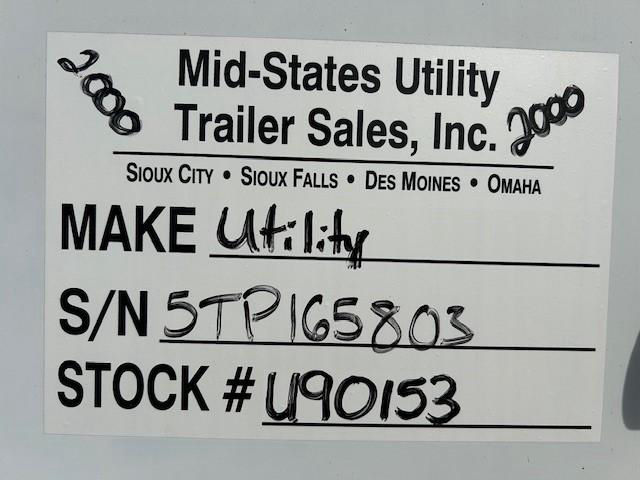 2000
Mid-States Utility
Trailer Sales, Inc.
2000
SIOUX CITY • SIOUX FALLS • DES MOINES • OMAHA
MAKE Utility
S/N 5TP165803
STOCK # U90153